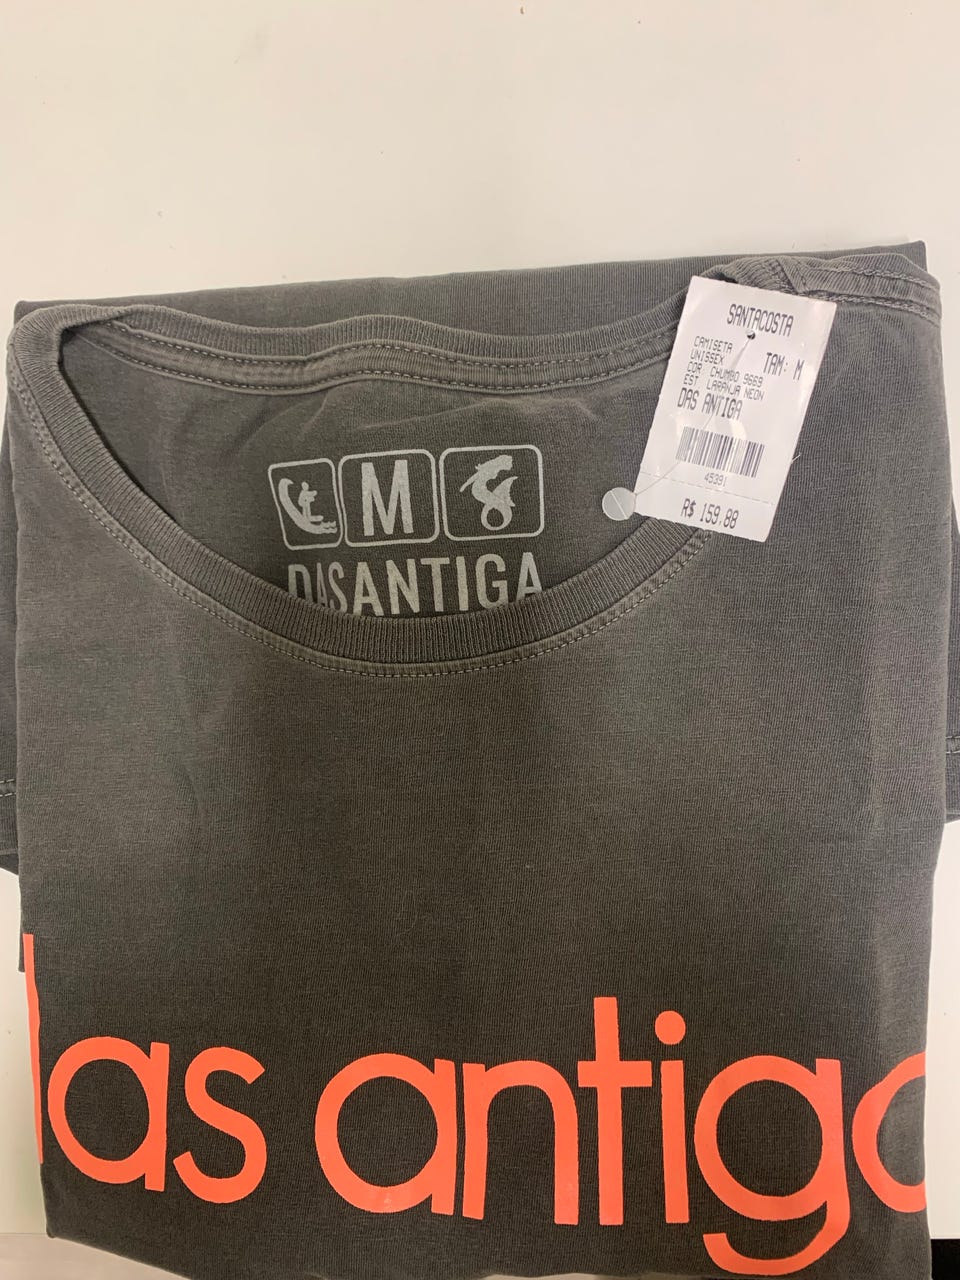 SANTACOSTA
CAMISETA
UNISSEX
TAM: M
COR CHUMBO 9669
EST LARANJA NEON
DAS ANTIGA
45391
R$ 159,88
M
DASANTIGA
das antiga